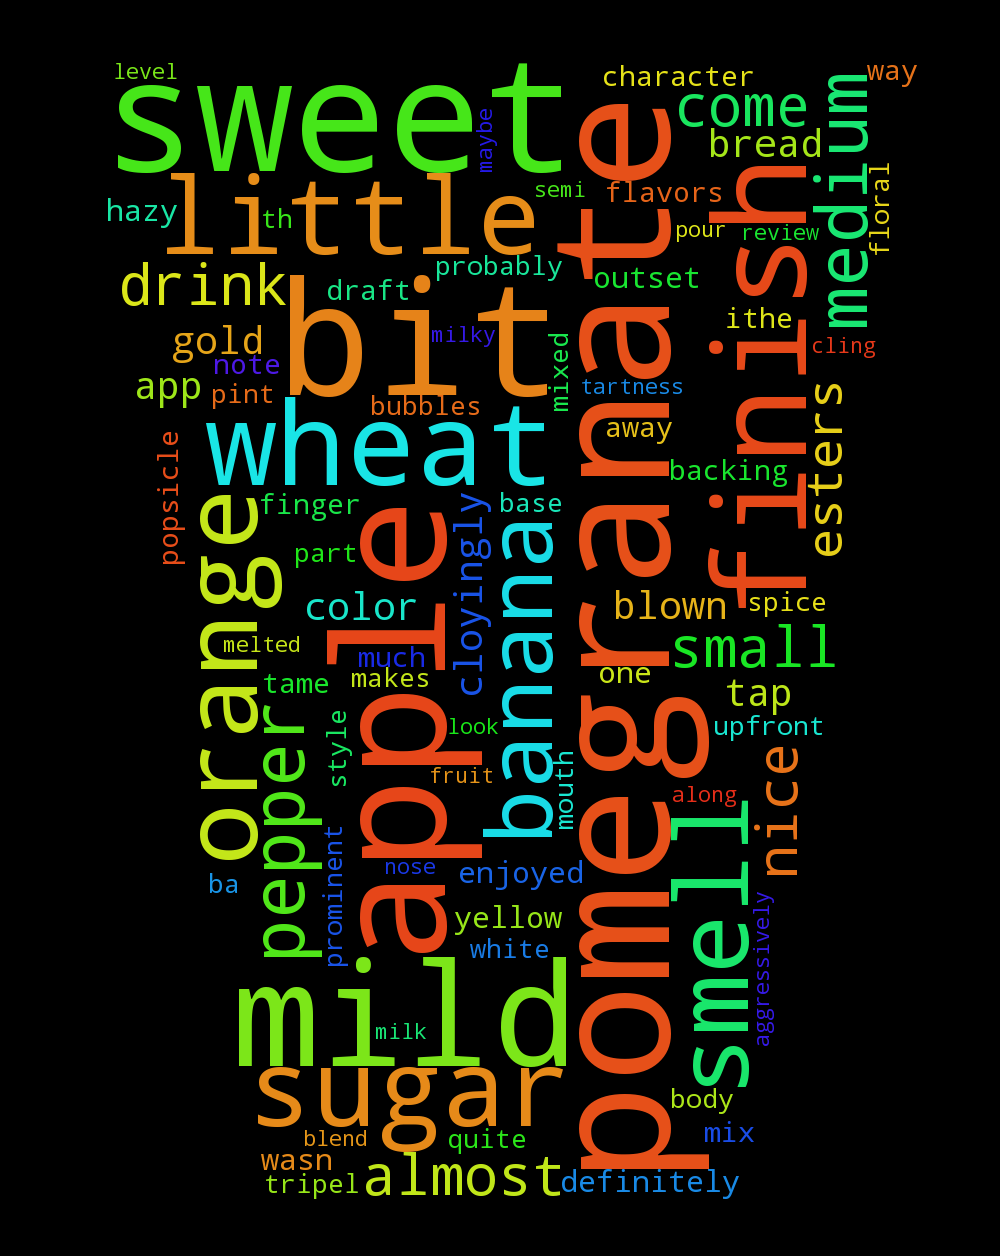 level
sweet
maybe
character
come
way
bread
medium
hazy
little
th
semi
flavors
pour
review
floral
drink
draft
probably
outset
bit
milky
gold
note
app
pint
bubbles
mixed
tartness
ithe
cling
pomegranate
finish
wheat
away
backing
esters
popsicle
orange
finger
part
apple
cloyingly
base
banana
color
blown
spice
melted
much
makes
tame
small
one
tap
pepper
style
look
fruit
mouth
upfront
nice
along
smell
ba
prominent
nose
enjoyed
yellow
white
aggressively
mild
milk
sugar
body
mix
blend
quite
wasn
tripel
almost
definitely